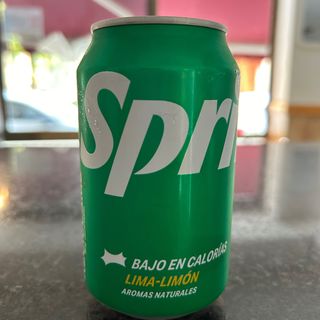 Spri
BAJO EN CALORÍAS
LIMA-LIMÓN
AROMAS NATURALES